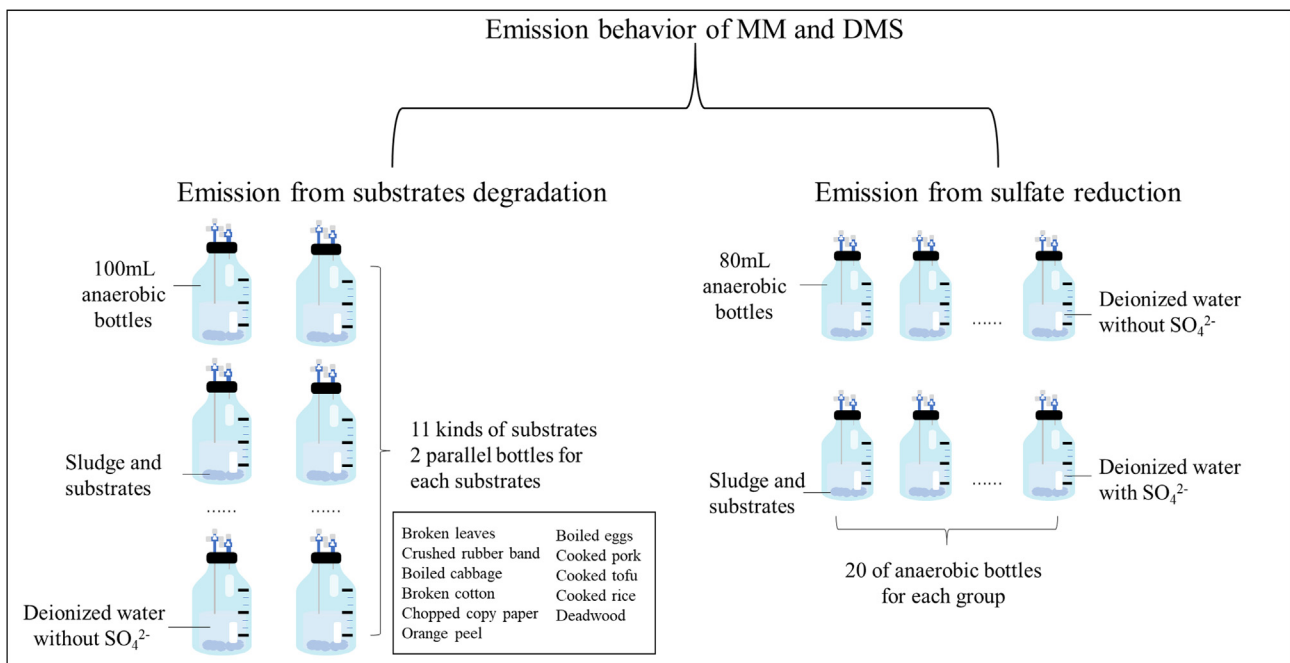 Emission behavior of MM and DMS
Emission from substrates degradation
100mL
anaerobic
bottles
Sludge and
substrates
......
......
Deionized water
without SO₄²⁻
11 kinds of substrates
2 parallel bottles for
each substrates
Broken leaves
Crushed rubber band
Boiled cabbage
Broken cotton
Chopped copy paper
Orange peel
Boiled eggs
Cooked pork
Cooked tofu
Cooked rice
Deadwood
Emission from sulfate reduction
80mL
anaerobic
bottles
......
Deionized water
without SO₄²⁻
Sludge and
substrates
......
Deionized water
with SO₄²⁻
20 of anaerobic bottles
for each group